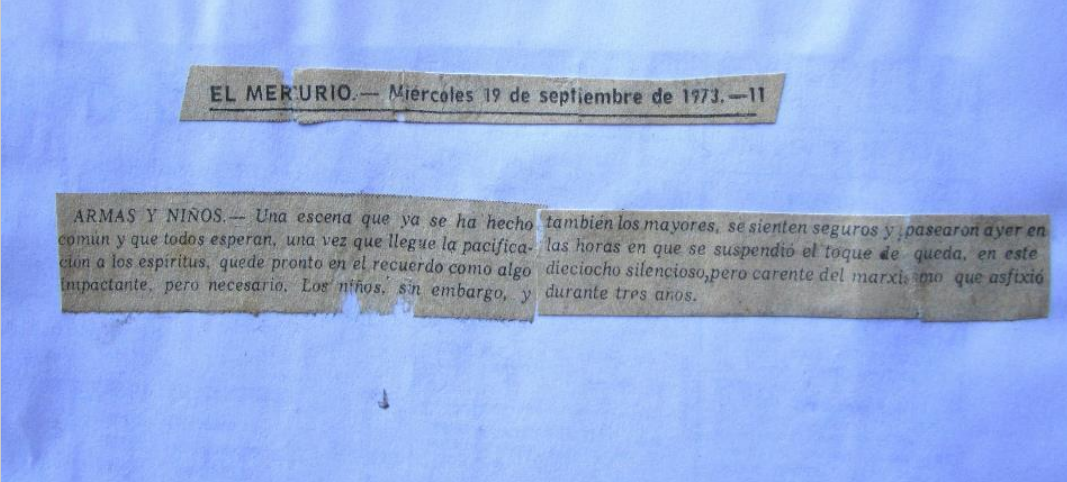 EL MERCURIO.— Miércoles 19 de septiembre de 1973.—11
ARMAS Y NIÑOS.— Una escena que ya se ha hecho
común y que todos esperan, una vez que llegue la pacifica-
ción a los espíritus, quede pronto en el recuerdo como algo
impactante, pero necesario. Los niños, sin embargo, y
también los mayores, se sienten seguros y pasearon ayer en
las horas en que se suspendió el toque de queda, en este
dieciocho silencioso, pero carente del marxismo que asfixió
durante tres anos.